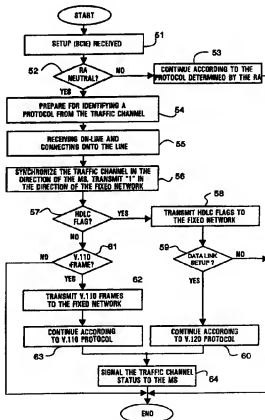 START
SETUP (BCIE) RECEIVED
51
52
RA
NEUTRAL?
NO
53
CONTINUE ACCORDING TO THE
PROTOCOL DETERMINED BY THE RA
YES
PREPARE FOR IDENTIFYING A
PROTOCOL FROM THE TRAFFIC CHANNEL
54
RECEIVING ON-LINE AND
CONNECTING ONTO THE LINE
55
SYNCHRONIZE THE TRAFFIC CHANNEL IN THE
DIRECTION OF THE MS. TRANSMIT "1" IN
THE DIRECTION OF THE FIXED NETWORK
56
57
HDLC
FLAG?
YES
58
TRANSMIT HDLC FLAGS TO
THE FIXED NETWORK
NO
61
NO
V.110
FRAME?
YES
62
59
DATA LINK
SETUP?
NO
YES
TRANSMIT V.110 FRAMES
TO THE FIXED NETWORK
CONTINUE ACCORDING
TO V.110 PROTOCOL
63
CONTINUE ACCORDING
TO V.120 PROTOCOL
60
SIGNAL THE TRAFFIC CHANNEL
STATUS TO THE MS
64
END